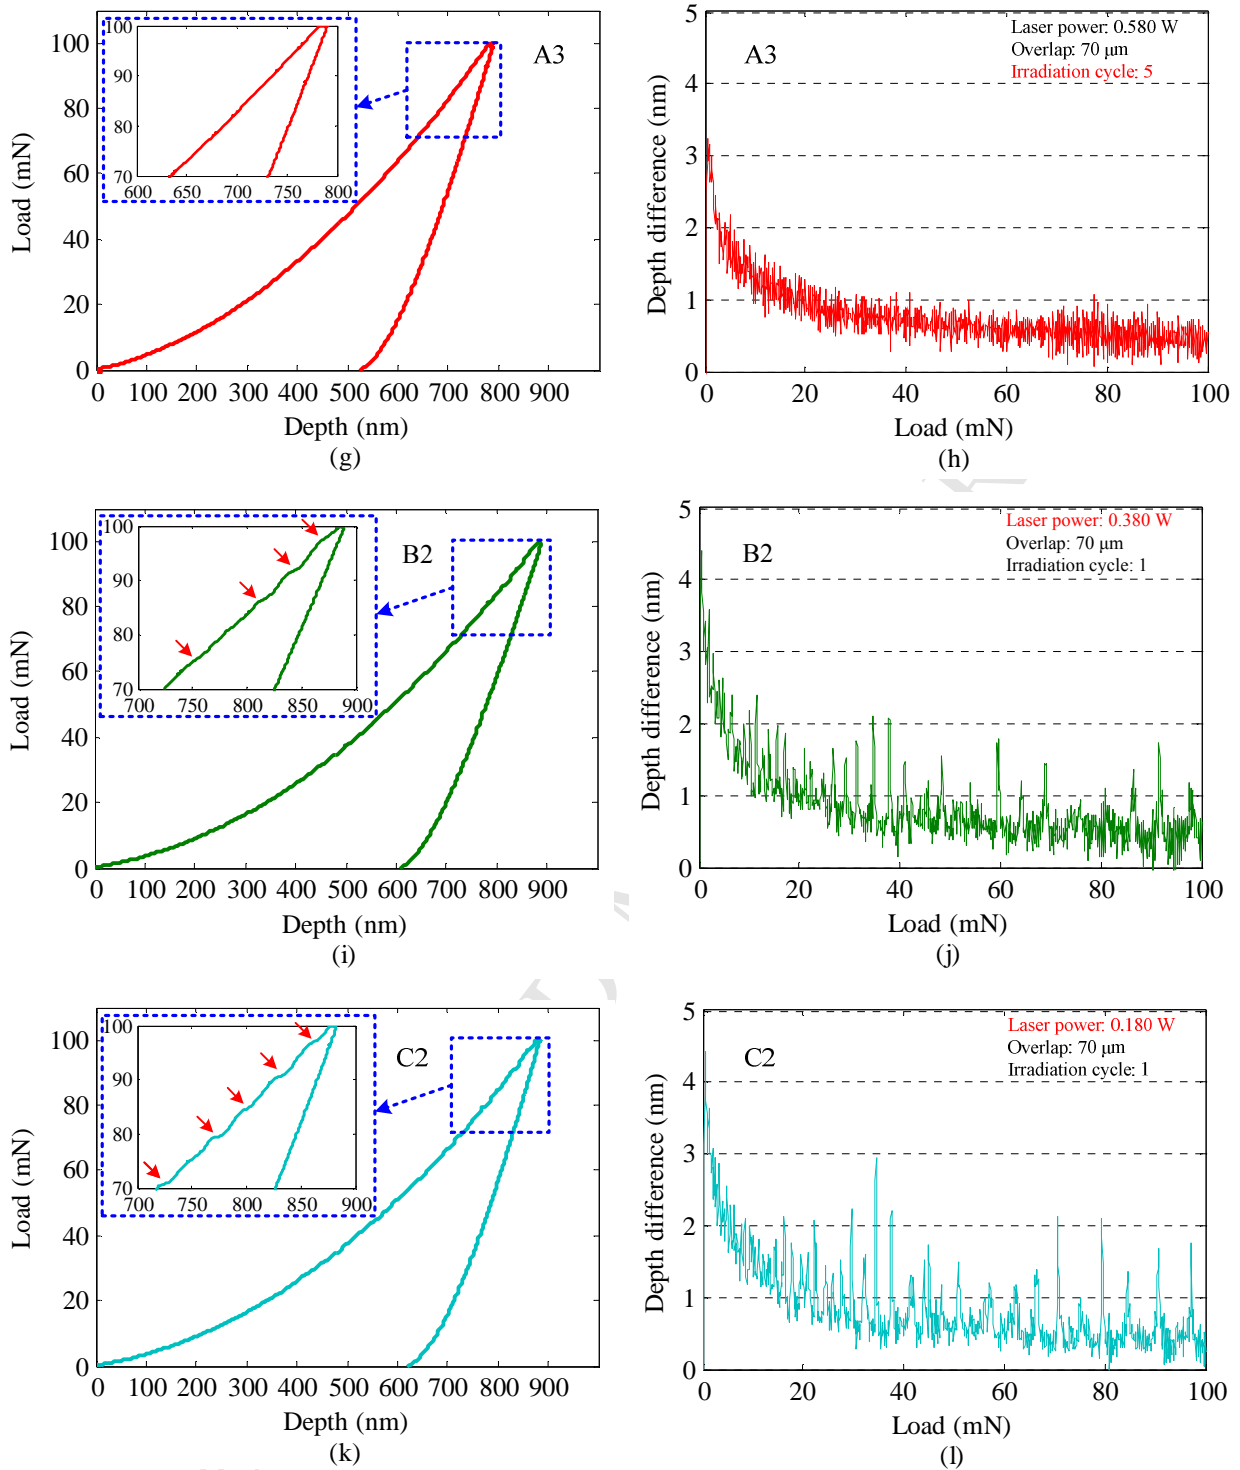 100
80
60
40
20
0
Load (mN)
100
90
80
70
600 650 700 750 800
A3
0 100 200 300 400 500 600 700 800 900
Depth (nm)
(g)
5
4
3
2
1
0
Depth difference (nm)
A3
Laser power: 0.580 W
Overlap: 70 μm
Irradiation cycle: 5
0 20 40 60 80 100
Load (mN)
(h)
100
80
60
40
20
0
Load (mN)
100
90
80
70
700 750 800 850 900
B2
0 100 200 300 400 500 600 700 800 900
Depth (nm)
(i)
5
4
3
2
1
0
Depth difference (nm)
B2
Laser power: 0.380 W
Overlap: 70 μm
Irradiation cycle: 1
0 20 40 60 80 100
Load (mN)
(j)
100
80
60
40
20
0
Load (mN)
100
90
80
70
700 750 800 850 900
C2
0 100 200 300 400 500 600 700 800 900
Depth (nm)
(k)
5
4
3
2
1
0
Depth difference (nm)
C2
Laser power: 0.180 W
Overlap: 70 μm
Irradiation cycle: 1
0 20 40 60 80 100
Load (mN)
(l)